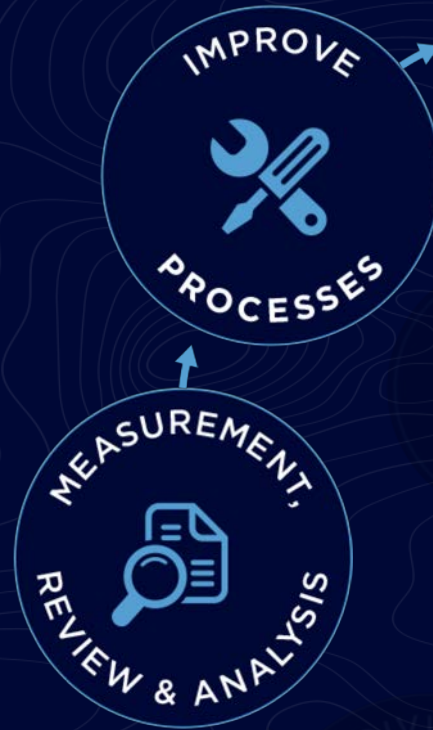 IMPROVE
PROCESSES
MEASUREMENT,
REVIEW & ANALYSIS